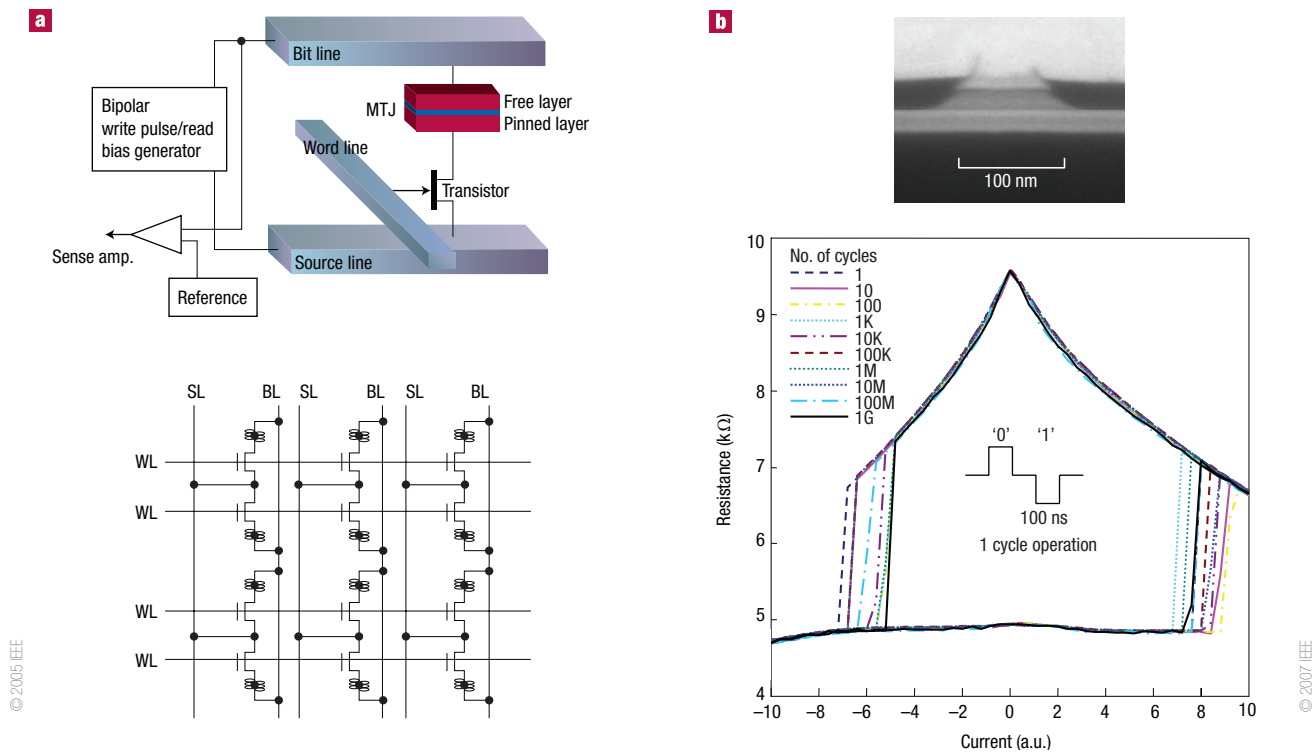 a
Bit line
Bipolar
write pulse/read
bias generator
MTJ
Free layer
Pinned layer
Word line
Transistor
Sense amp.
Source line
Reference
SL BL SL BL SL BL
WL
WL
WL
WL
© 2005 IEEE
b
100 nm
10
9
8
7
6
5
4
Resistance (kΩ)
No. of cycles
1
10
100
1K
10K
100K
1M
10M
100M
1G
‘0’ ‘1’
100 ns
1 cycle operation
–10 –8 –6 –4 –2 0 2 4 6 8 10
Current (a.u.)
© 2007 IEEE